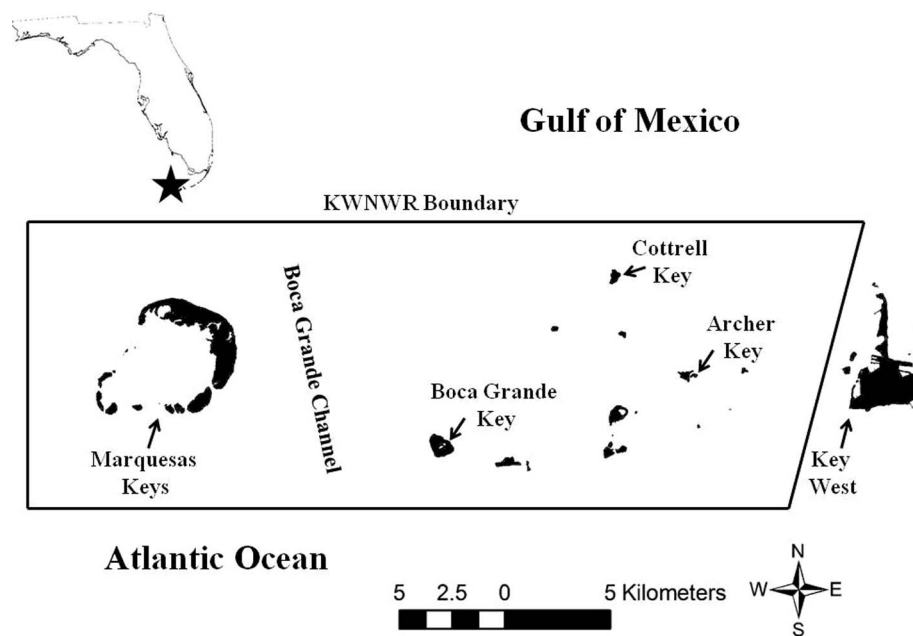 Gulf of Mexico
KWNWR Boundary
Cottrell
Key
Boca Grande Channel
Archer
Key
Boca Grande
Key
Marquesas
Keys
Key
West
Atlantic Ocean
N
W E
S
5 2.5 0 5 Kilometers